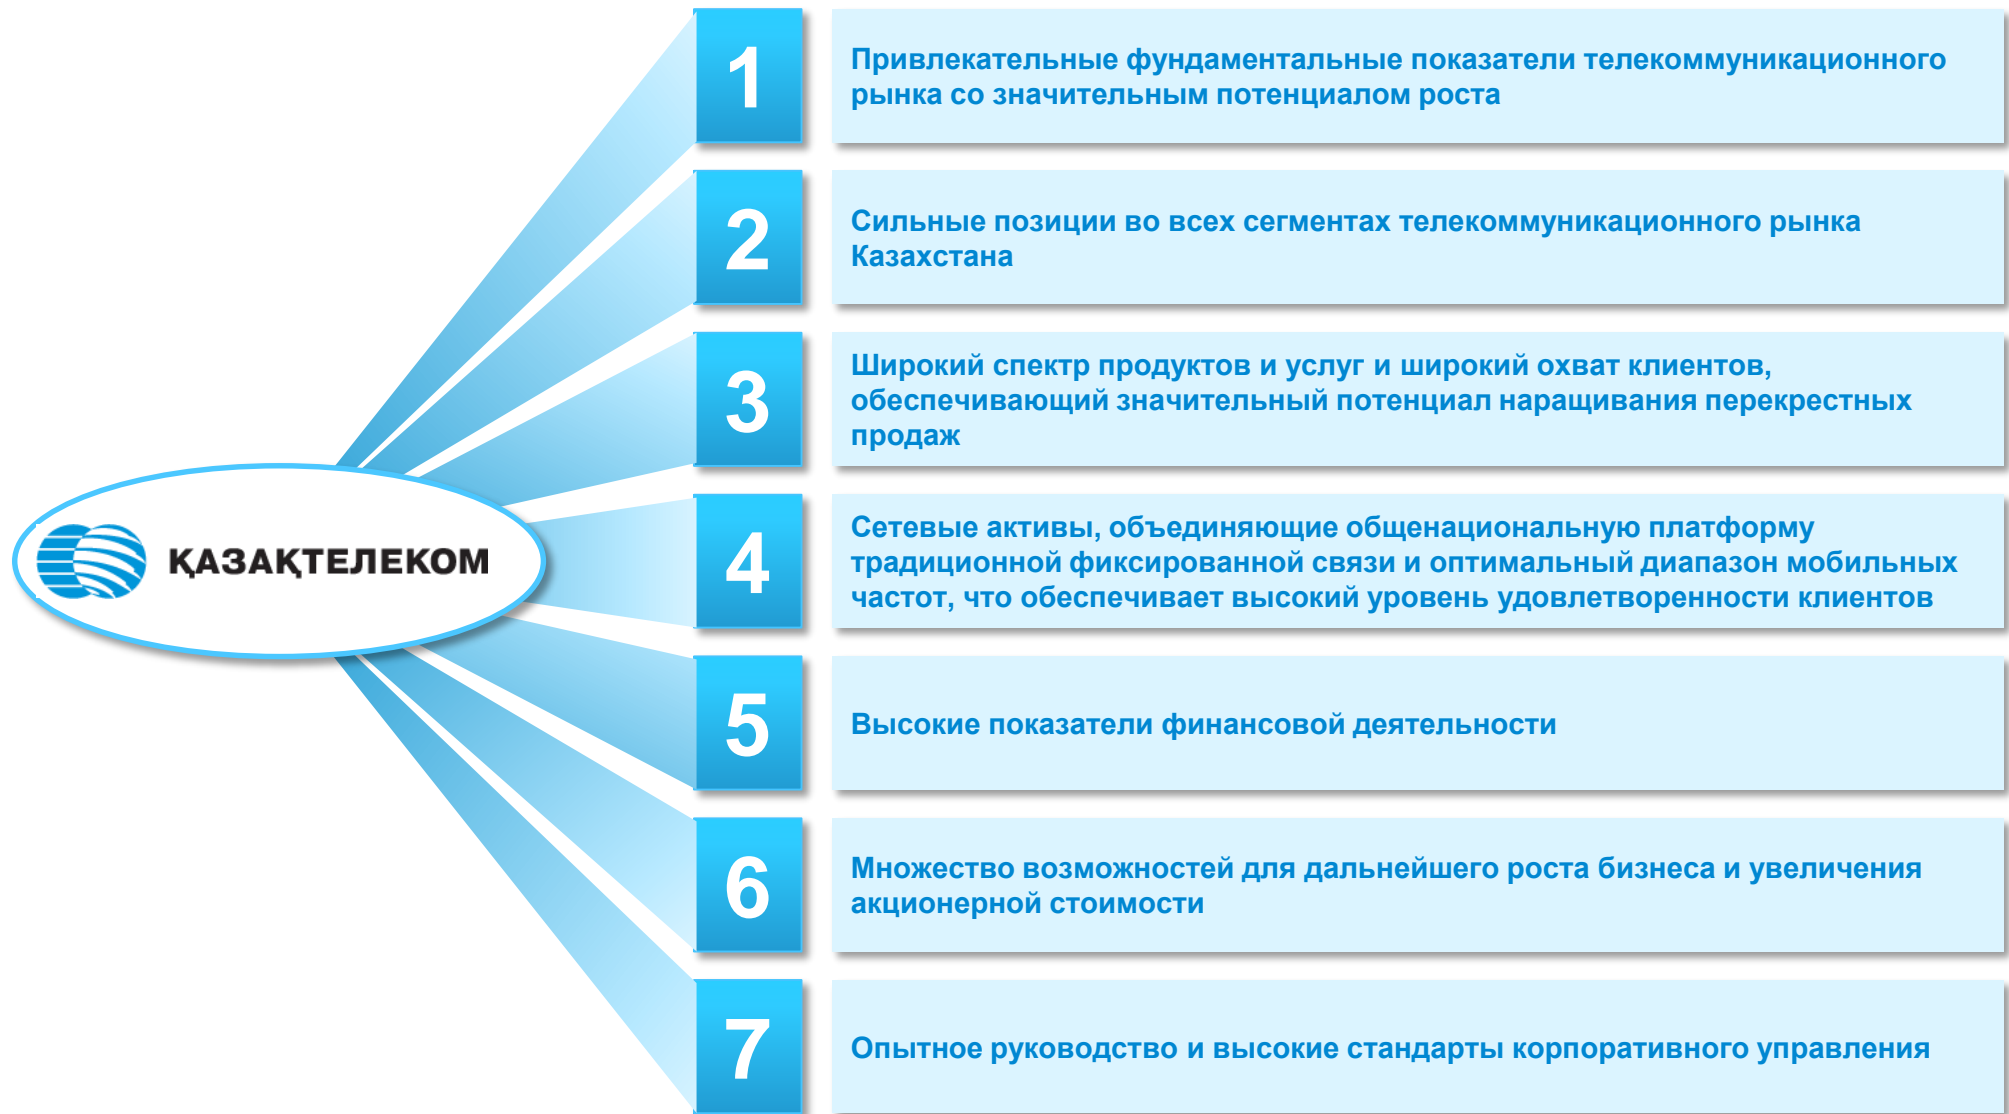 1
Привлекательные фундаментальные показатели телекоммуникационного
рынка со значительным потенциалом роста
2
Сильные позиции во всех сегментах телекоммуникационного рынка
Казахстана
3
Широкий спектр продуктов и услуг и широкий охват клиентов,
обеспечивающий значительный потенциал наращивания перекрестных
продаж
ҚАЗАҚТЕЛЕКОМ
4
Сетевые активы, объединяющие общенациональную платформу
традиционной фиксированной связи и оптимальный диапазон мобильных
частот, что обеспечивает высокий уровень удовлетворенности клиентов
5
Высокие показатели финансовой деятельности
6
Множество возможностей для дальнейшего роста бизнеса и увеличения
акционерной стоимости
7
Опытное руководство и высокие стандарты корпоративного управления